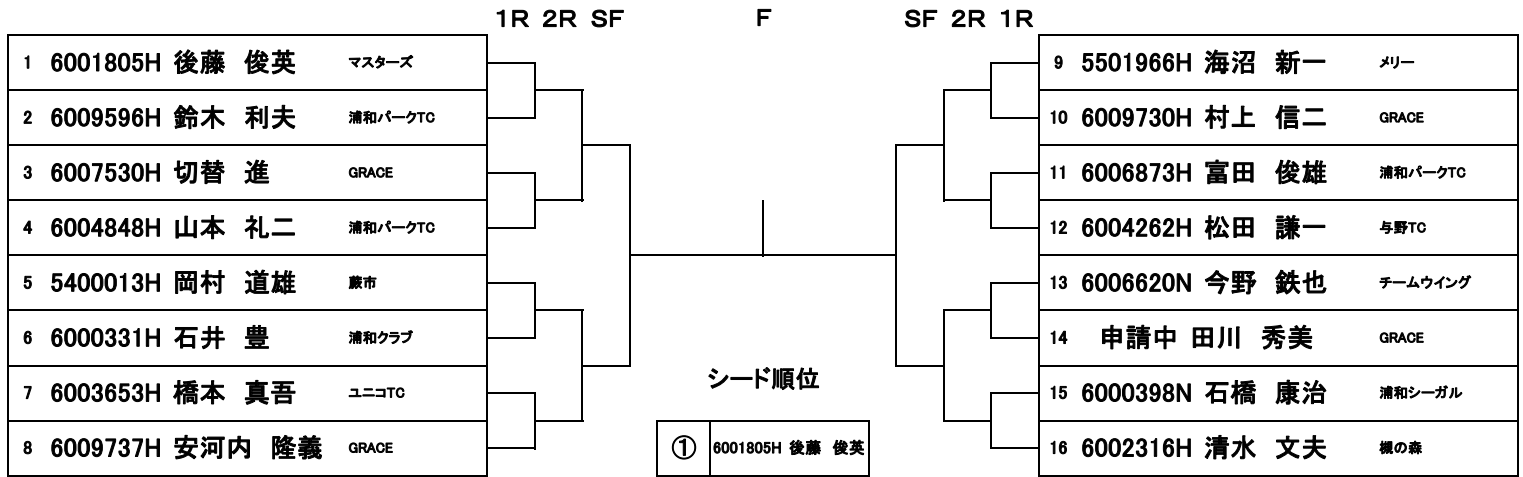 1R 2R SF F SF 2R 1R
1 6001805H 後藤 俊英 マスターズ
2 6009596H 鈴木 利夫 浦和パークTC
3 6007530H 切替 進 GRACE
4 6004848H 山本 礼二 浦和パークTC
5 5400013H 岡村 道雄 蕨市
6 6000331H 石井 豊 浦和クラブ
7 6003653H 橋本 真吾 ユニコTC
8 6009737H 安河内 隆義 GRACE
9 5501966H 海沼 新一 メリー
10 6009730H 村上 信二 GRACE
11 6006873H 富田 俊雄 浦和パークTC
12 6004262H 松田 謙一 与野TC
13 6006620N 今野 鉄也 チームウイング
14 申請中 田川 秀美 GRACE
15 6000398N 石橋 康治 浦和シーガル
16 6002316H 清水 文夫 槻の森
シード順位
① 6001805H 後藤 俊英